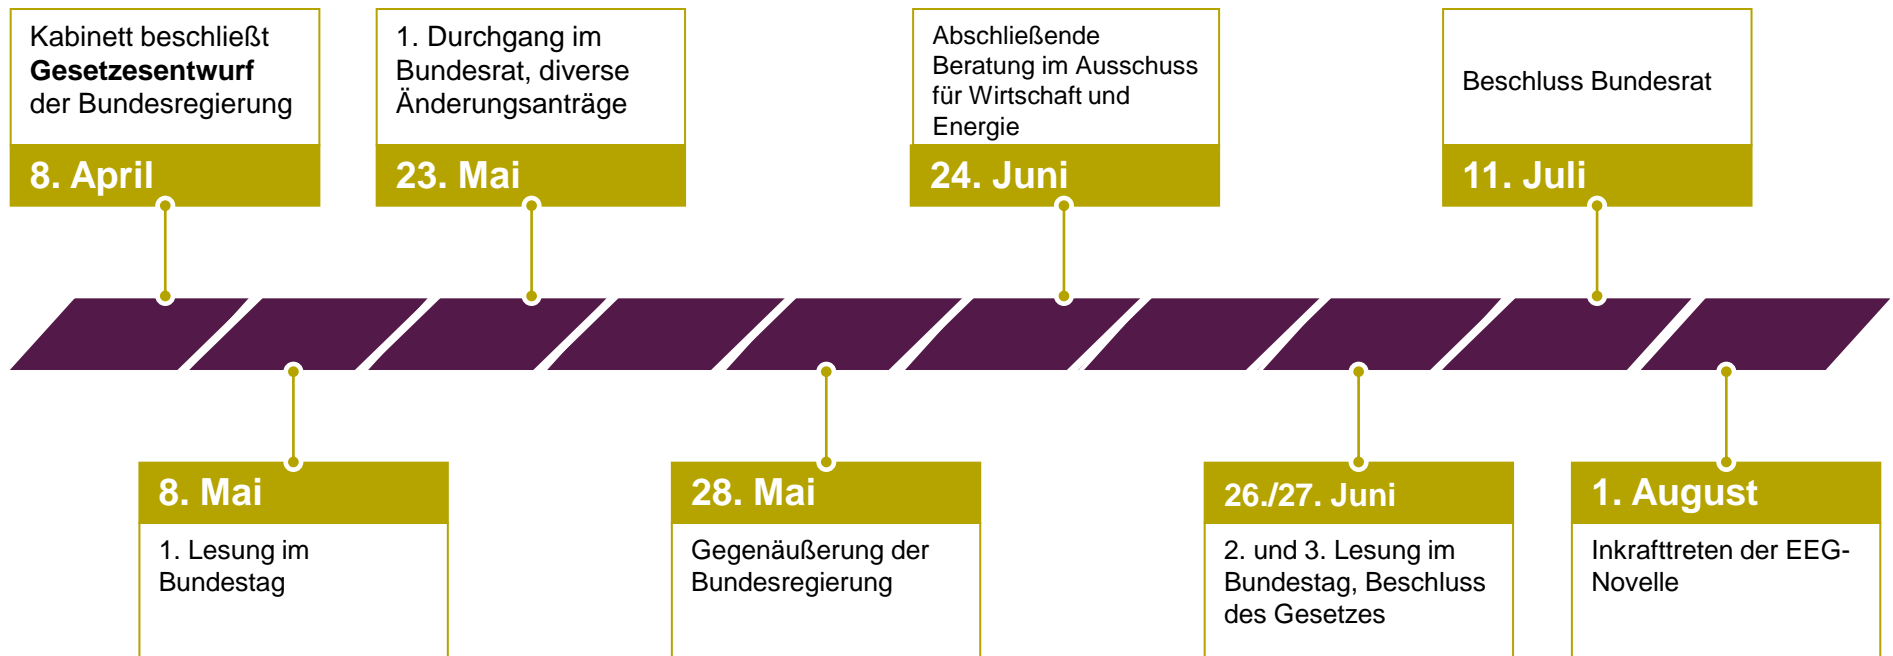 Kabinett beschließt
Gesetzesentwurf
der Bundesregierung
8. April
1. Durchgang im
Bundesrat, diverse
Änderungsanträge
23. Mai
Abschließende
Beratung im Ausschuss
für Wirtschaft und
Energie
24. Juni
Beschluss Bundesrat
11. Juli
8. Mai
1. Lesung im
Bundestag
28. Mai
Gegenäußerung der
Bundesregierung
26./27. Juni
2. und 3. Lesung im
Bundestag, Beschluss
des Gesetzes
1. August
Inkrafttreten der EEG-
Novelle